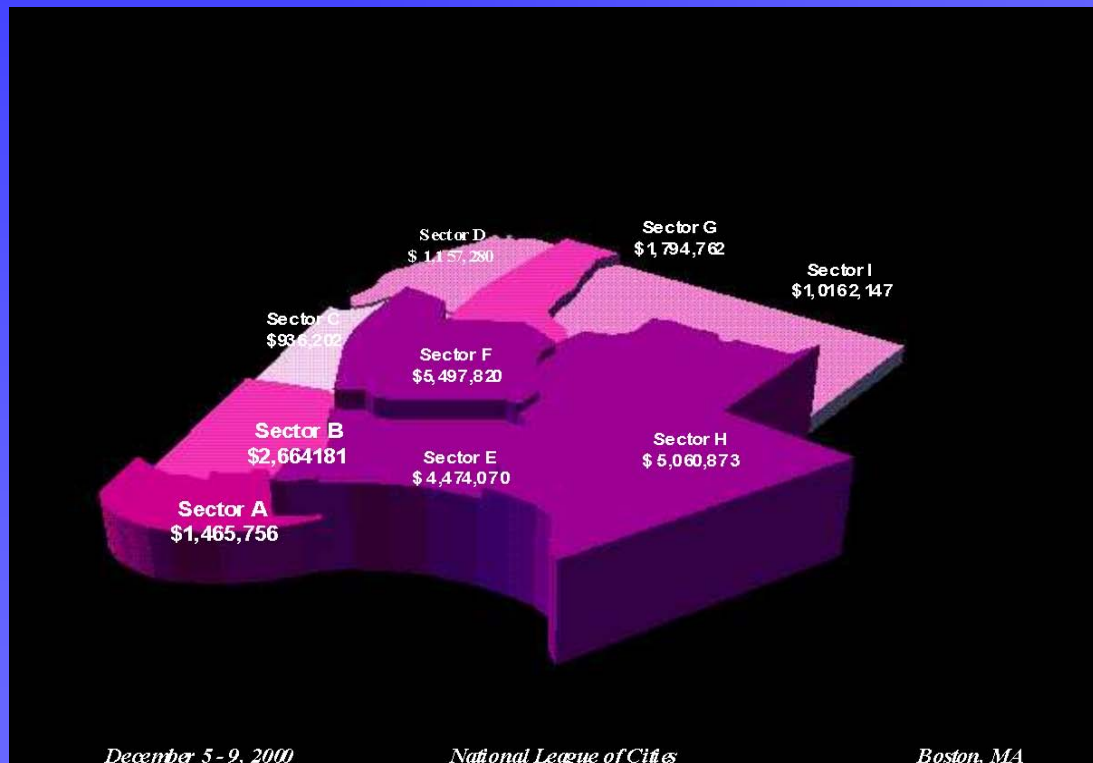 Sector G
$1,794,762
Sector D
$ 1,157,280
Sector I
$1,0162,147
Sector C
$936,202
Sector F
$5,497,820
Sector B
$2,664181
Sector E
$ 4,474,070
Sector H
$ 5,060,873
Sector A
$1,465,756
December 5 - 9, 2000
National League of Cities
Boston, MA